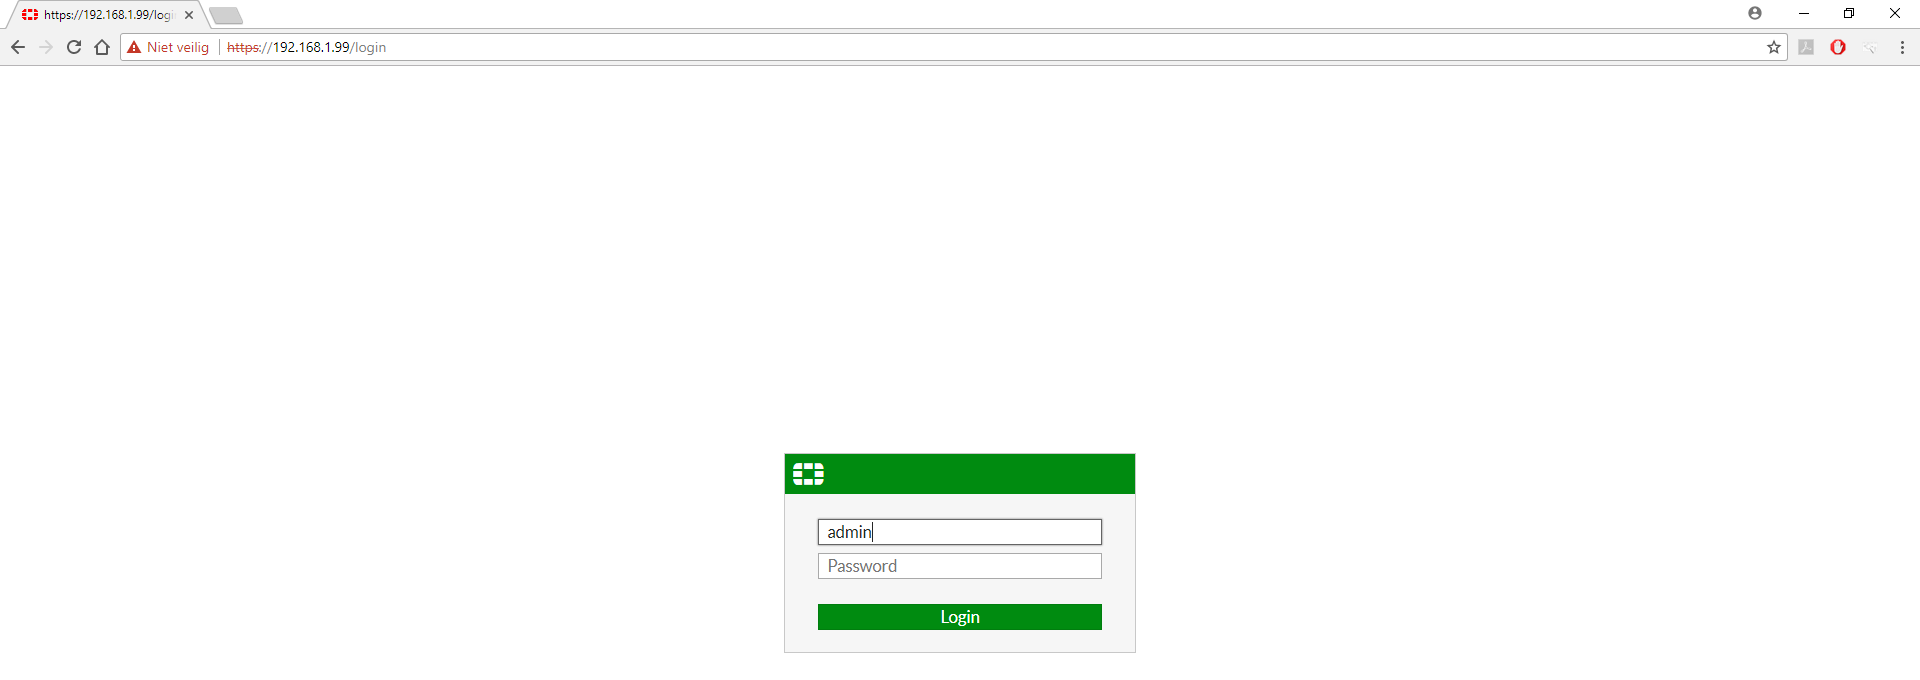 https://192.168.1.99/logi
Niet veilig
https://192.168.1.99/login
admin
Password
Login